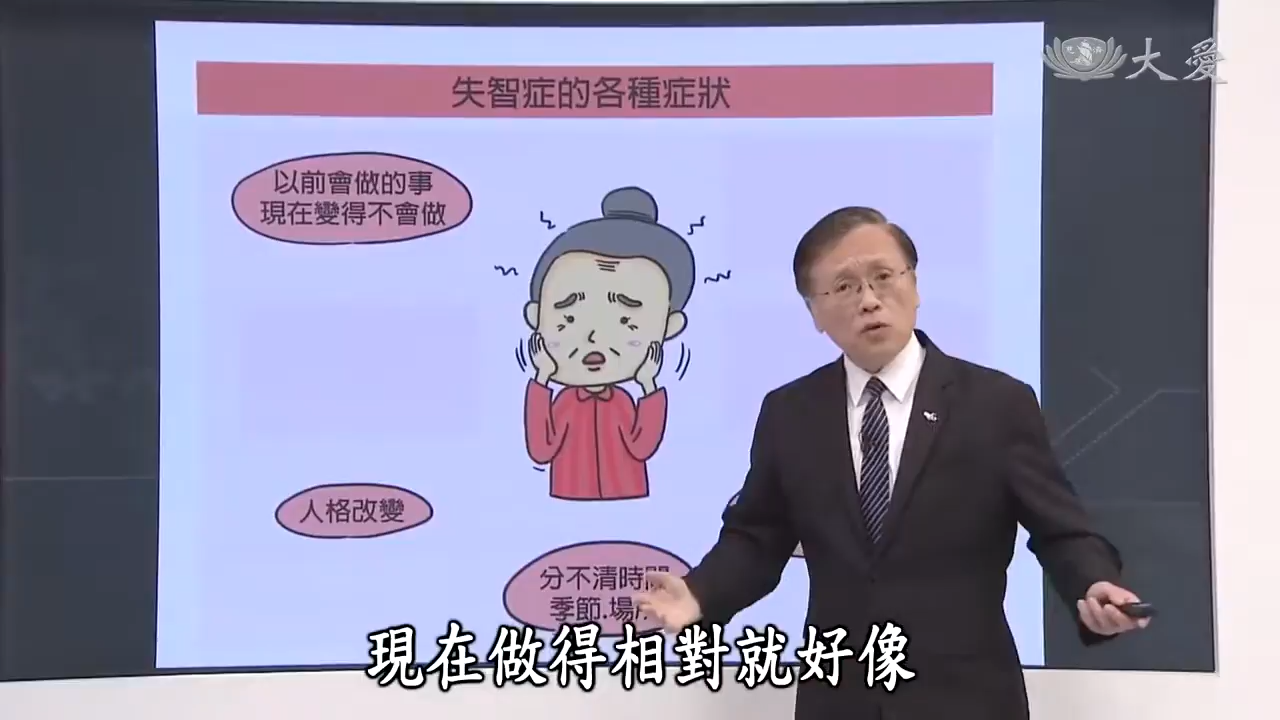 大愛
失智症的各種症狀
以前會做的事
現在變得不會做
人格改變
分不清時間
季節.場
現在做得相對就好像